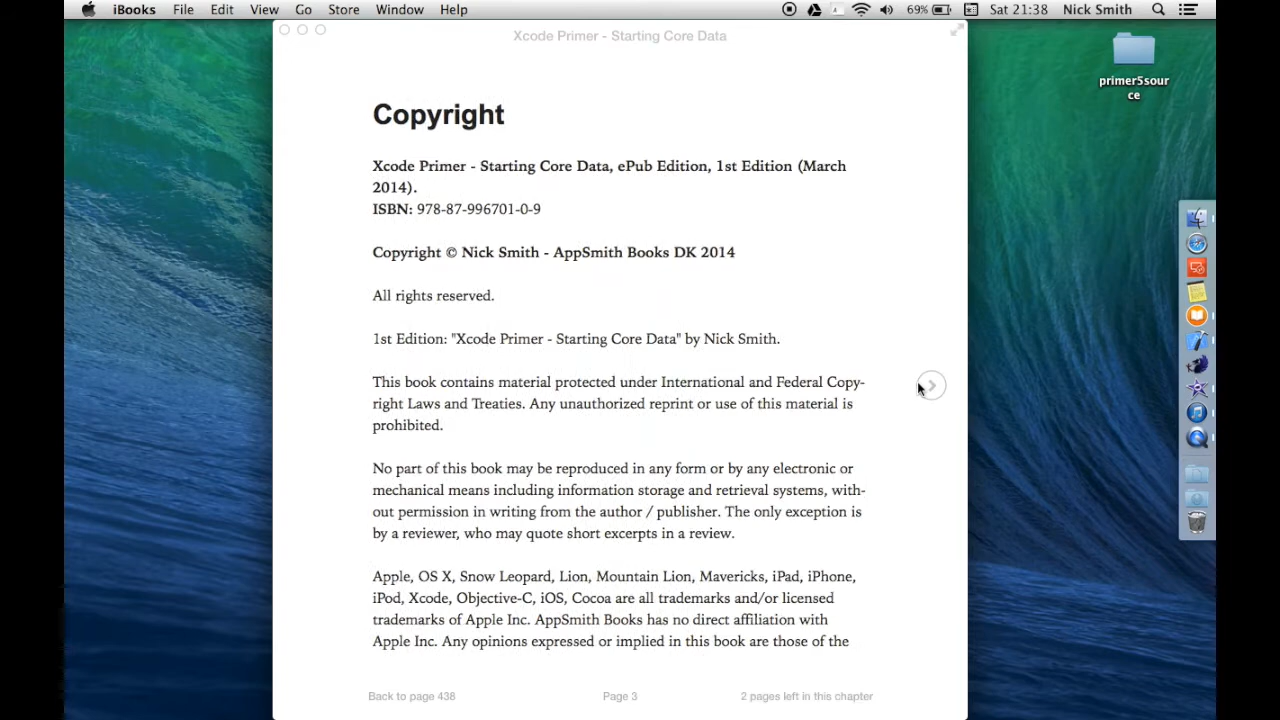 iBooks File Edit View Go Store Window Help 69% Sat 21:38 Nick Smith
Xcode Primer - Starting Core Data
primer5sour
ce
Copyright
Xcode Primer - Starting Core Data, ePub Edition, 1st Edition (March
2014).
ISBN: 978-87-996701-0-9
Copyright © Nick Smith - AppSmith Books DK 2014
All rights reserved.
1st Edition: "Xcode Primer - Starting Core Data" by Nick Smith.
This book contains material protected under International and Federal Copy-
right Laws and Treaties. Any unauthorized reprint or use of this material is
prohibited.
No part of this book may be reproduced in any form or by any electronic or
mechanical means including information storage and retrieval systems, with-
out permission in writing from the author / publisher. The only exception is
by a reviewer, who may quote short excerpts in a review.
Apple, OS X, Snow Leopard, Lion, Mountain Lion, Mavericks, iPad, iPhone,
iPod, Xcode, Objective-C, iOS, Cocoa are all trademarks and/or licensed
trademarks of Apple Inc. AppSmith Books has no direct affiliation with
Apple Inc. Any opinions expressed or implied in this book are those of the
Back to page 438 Page 3 2 pages left in this chapter